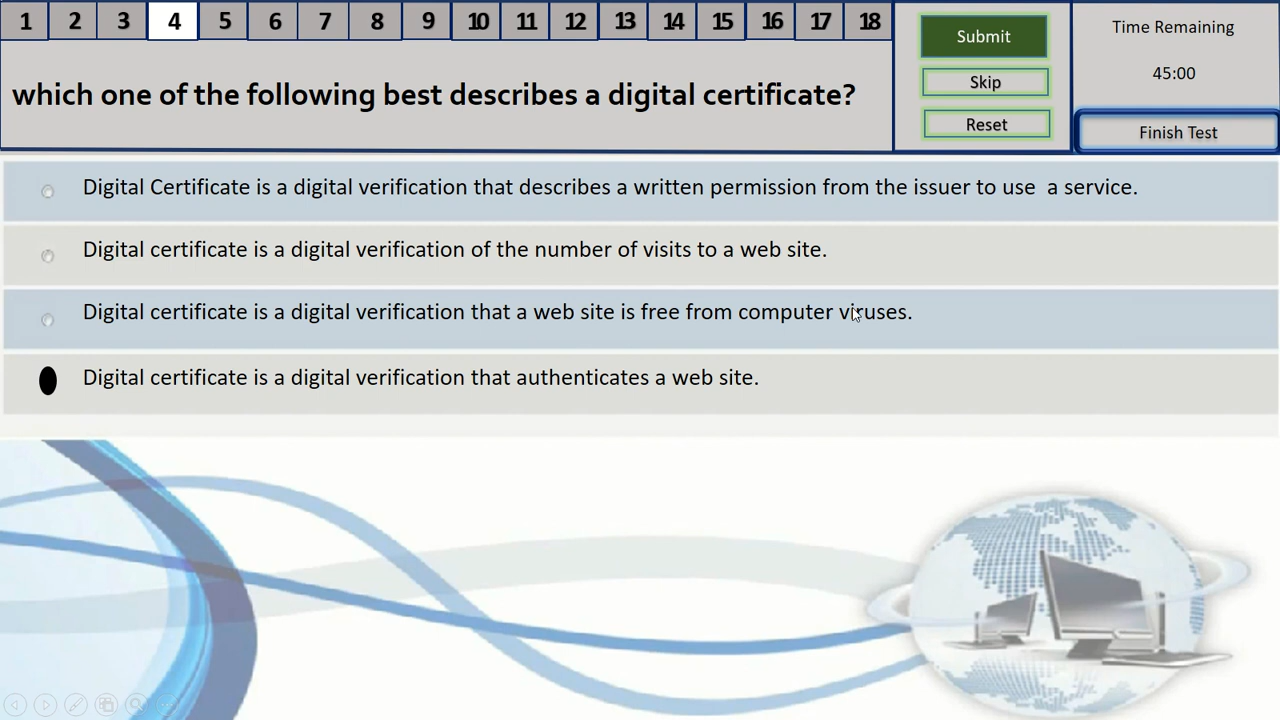 1 2 3 4 5 6 7 8 9 10 11 12 13 14 15 16 17 18
which one of the following best describes a digital certificate?
Submit
Skip
Reset
Time Remaining
45:00
Finish Test
Digital Certificate is a digital verification that describes a written permission from the issuer to use  a service.
Digital certificate is a digital verification of the number of visits to a web site.
Digital certificate is a digital verification that a web site is free from computer viruses.
Digital certificate is a digital verification that authenticates a web site.